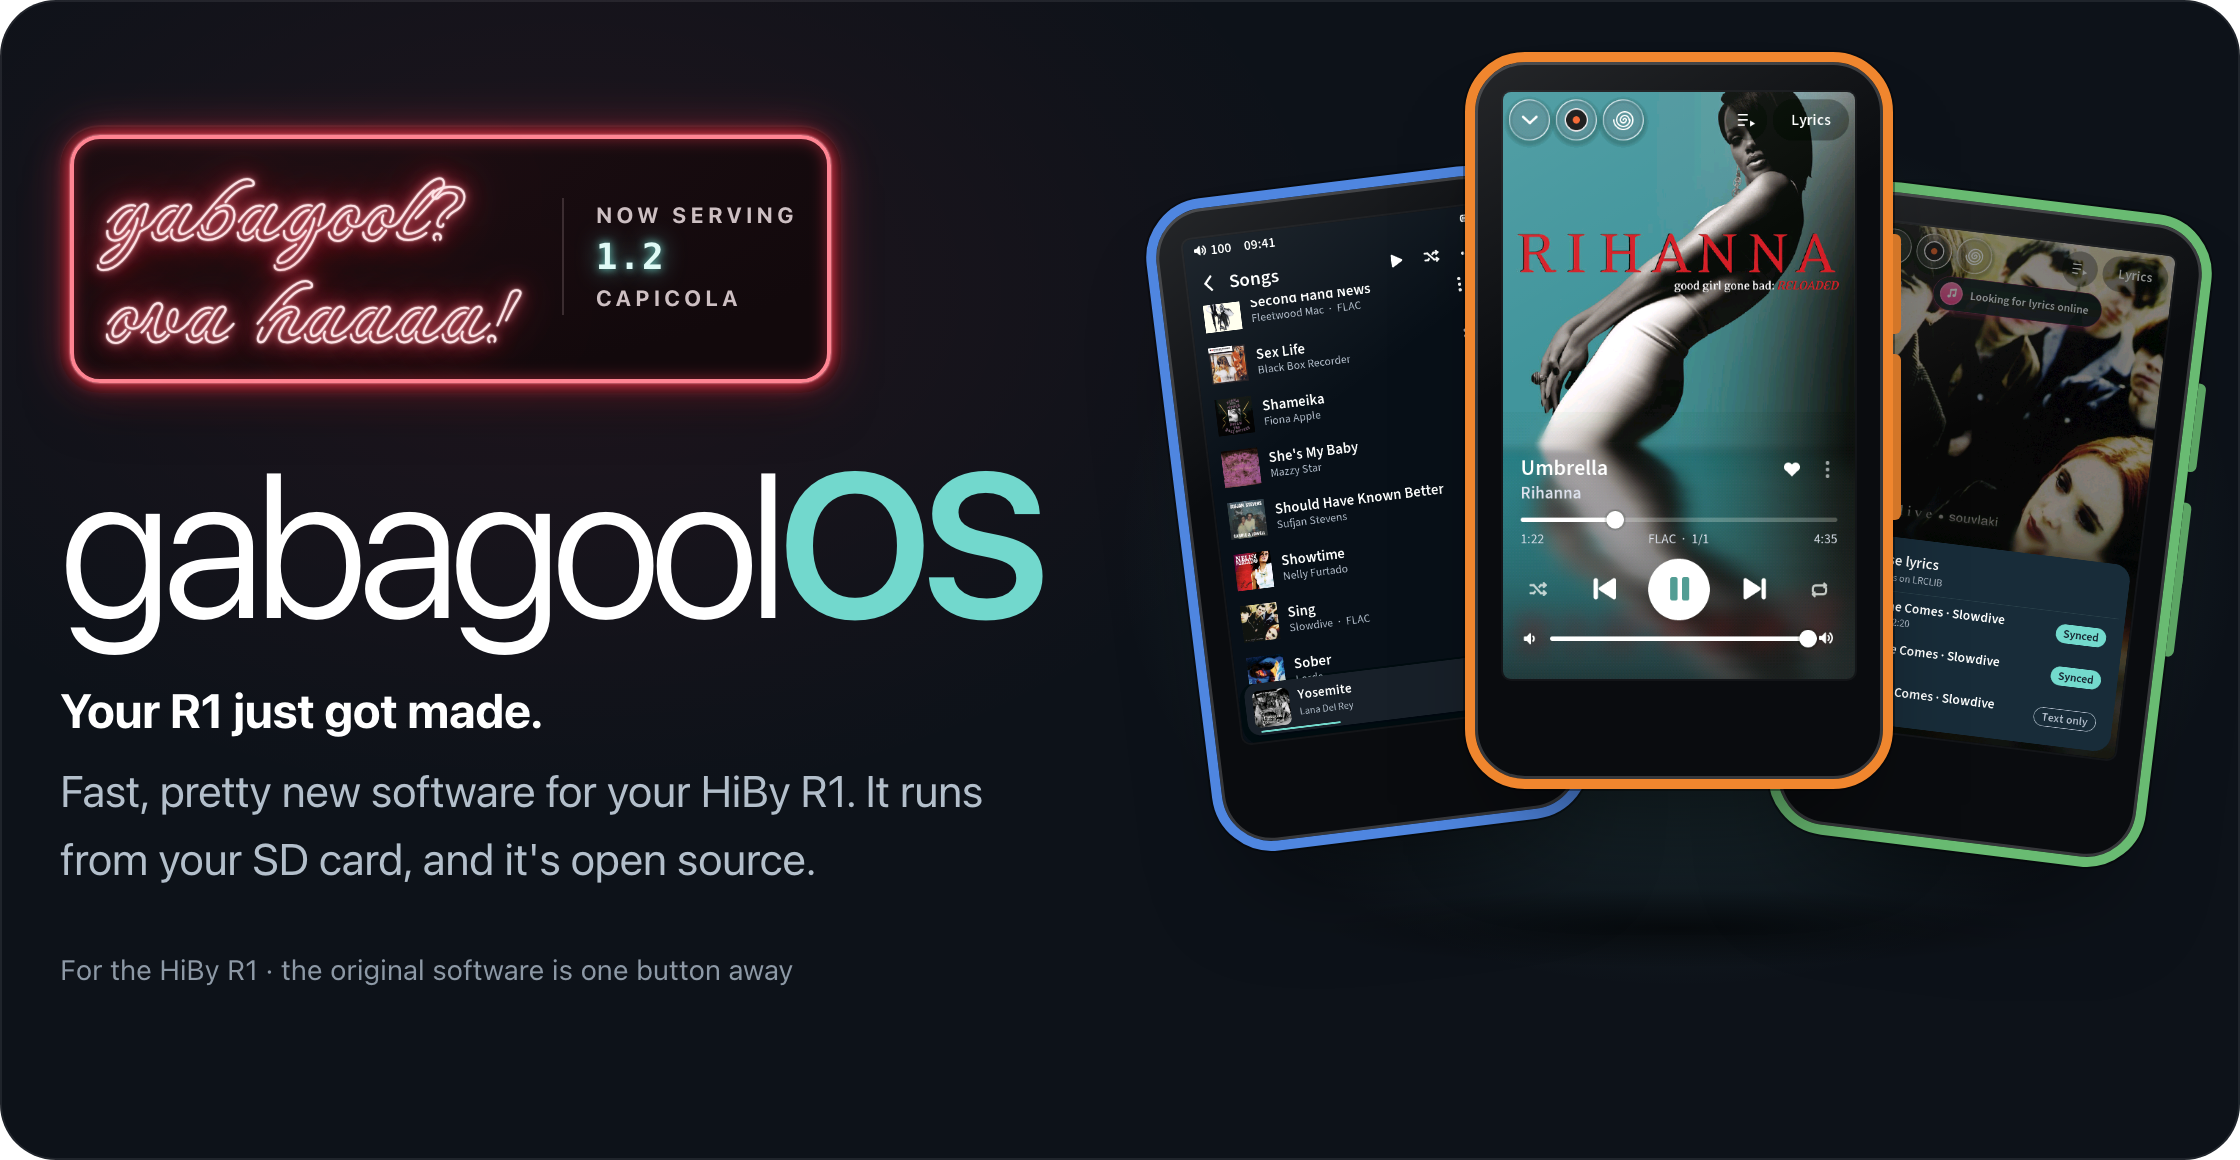 gabagool?
ova haaaa!
NOW SERVING
1.2
CAPICOLA
gabagoolOS
Your R1 just got made.
Fast, pretty new software for your HiBy R1. It runs
from your SD card, and it's open source.
For the HiBy R1 · the original software is one button away
100 09:41
Songs
Second Hand News
Fleetwood Mac · FLAC
Sex Life
Black Box Recorder
Shameika
Fiona Apple
She's My Baby
Mazzy Star
Should Have Known Better
Sufjan Stevens
Showtime
Nelly Furtado
Sing
Slowdive · FLAC
Sober
Yosemite
Lana Del Rey
Lyrics
RIHANNA
good girl gone bad: RELOADED
Umbrella
Rihanna
1:22 FLAC · 1/1 4:35
Lyrics
Looking for lyrics online
souvlaki
lyrics
on LRCLIB
Comes · Slowdive
2:20
Synced
Comes · Slowdive
Synced
Comes · Slowdive
Text only